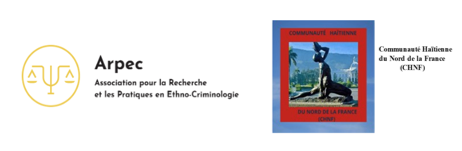 Arpec
Association pour la Recherche
et les Pratiques en Ethno-Criminologie
COMMUNAUTÉ HAÏTIENNE
DU NORD DE LA FRANCE
(CHNF)
Communauté Haïtienne
du Nord de la France
(CHNF)